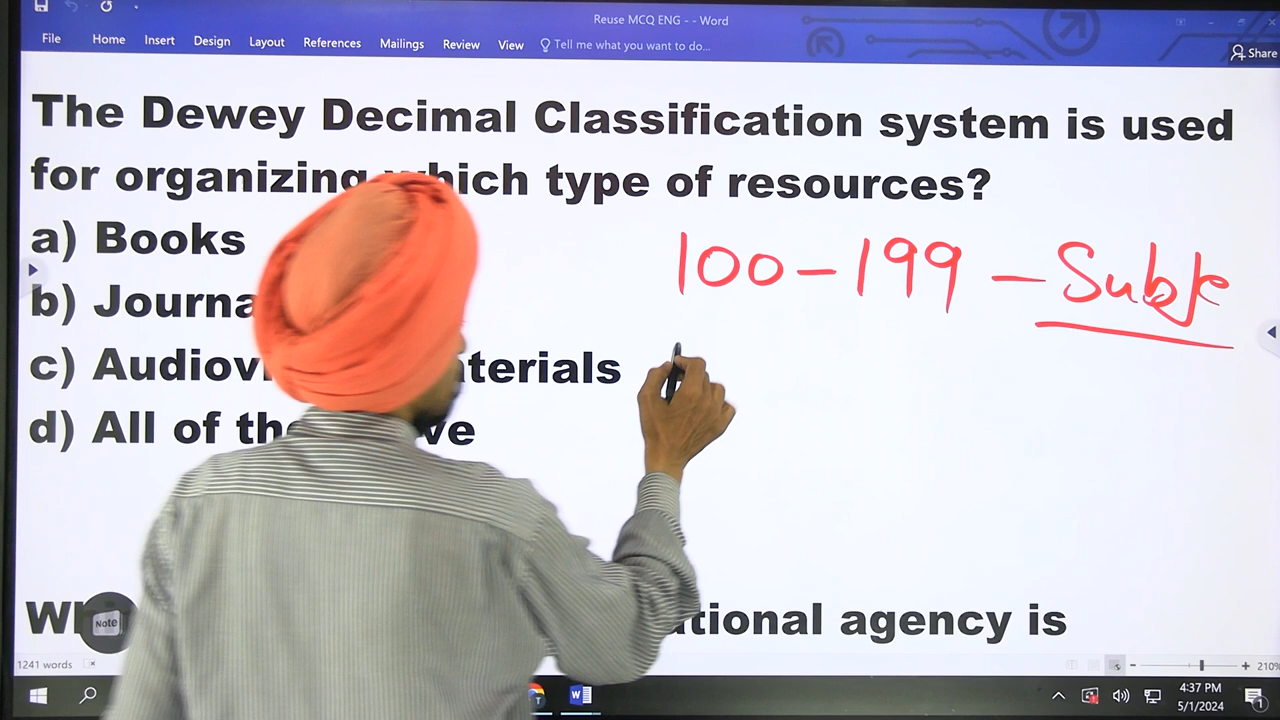 Reuse MCQ ENG - - Word
File Home Insert Design Layout References Mailings Review View Tell me what you want to do... Share
The Dewey Decimal Classification system is used
for organizing which type of resources?
a) Books
100-199 - Subje
b) Journa
c) Audiov terials
d) All of th ve
Note
ational agency is
1241 words 210%
4:37 PM
5/1/2024